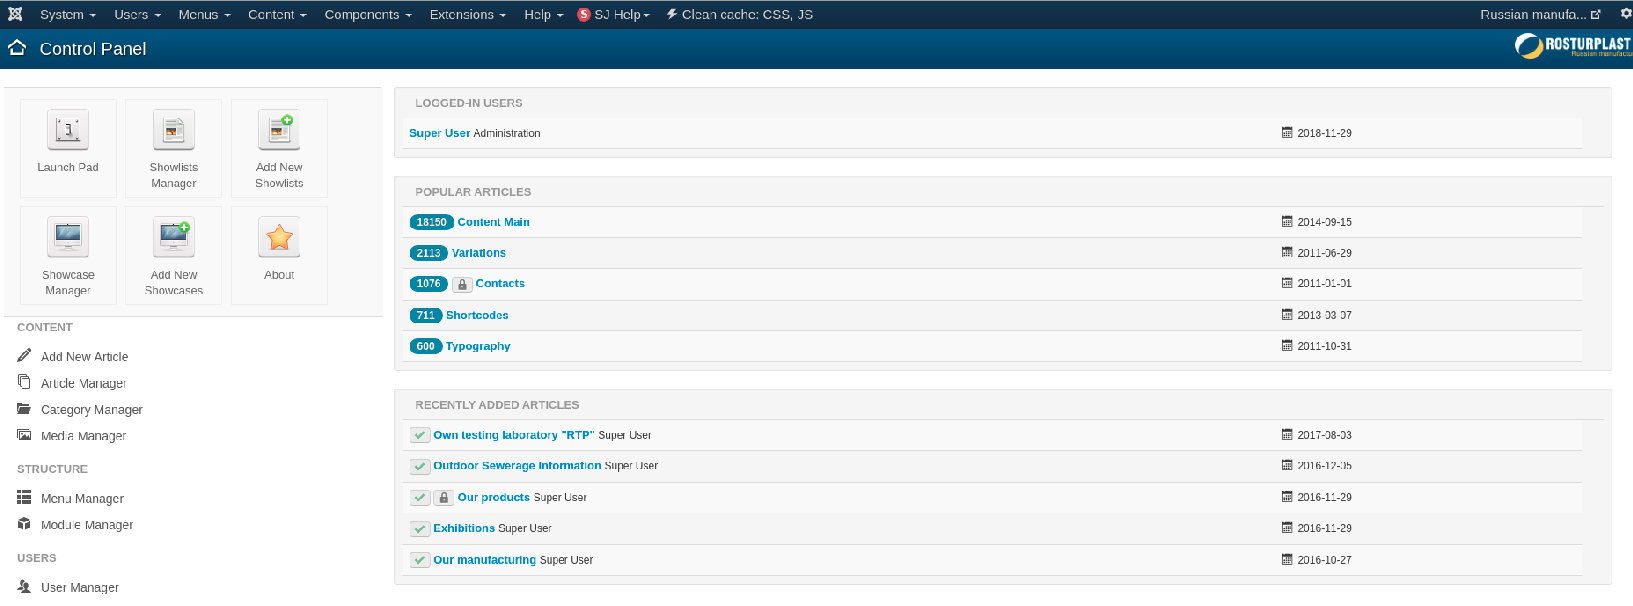 System Users Menus Content Components Extensions Help S SJ Help Clean cache: CSS, JS Russian manufa...
Control Panel
ROSTURPLAST
Russian manufactu
Launch Pad
Showlists
Manager
Add New
Showlists
Showcase
Manager
Add New
Showcases
About
CONTENT
Add New Article
Article Manager
Category Manager
Media Manager
STRUCTURE
Menu Manager
Module Manager
USERS
User Manager
LOGGED-IN USERS
Super User Administration 2018-11-29
POPULAR ARTICLES
18150 Content Main 2014-09-15
2113 Variations 2011-06-29
1076 Contacts 2011-01-01
711 Shortcodes 2013-03-07
600 Typography 2011-10-31
RECENTLY ADDED ARTICLES
Own testing laboratory "RTP" Super User 2017-08-03
Outdoor Sewerage Information Super User 2016-12-05
Our products Super User 2016-11-29
Exhibitions Super User 2016-11-29
Our manufacturing Super User 2016-10-27